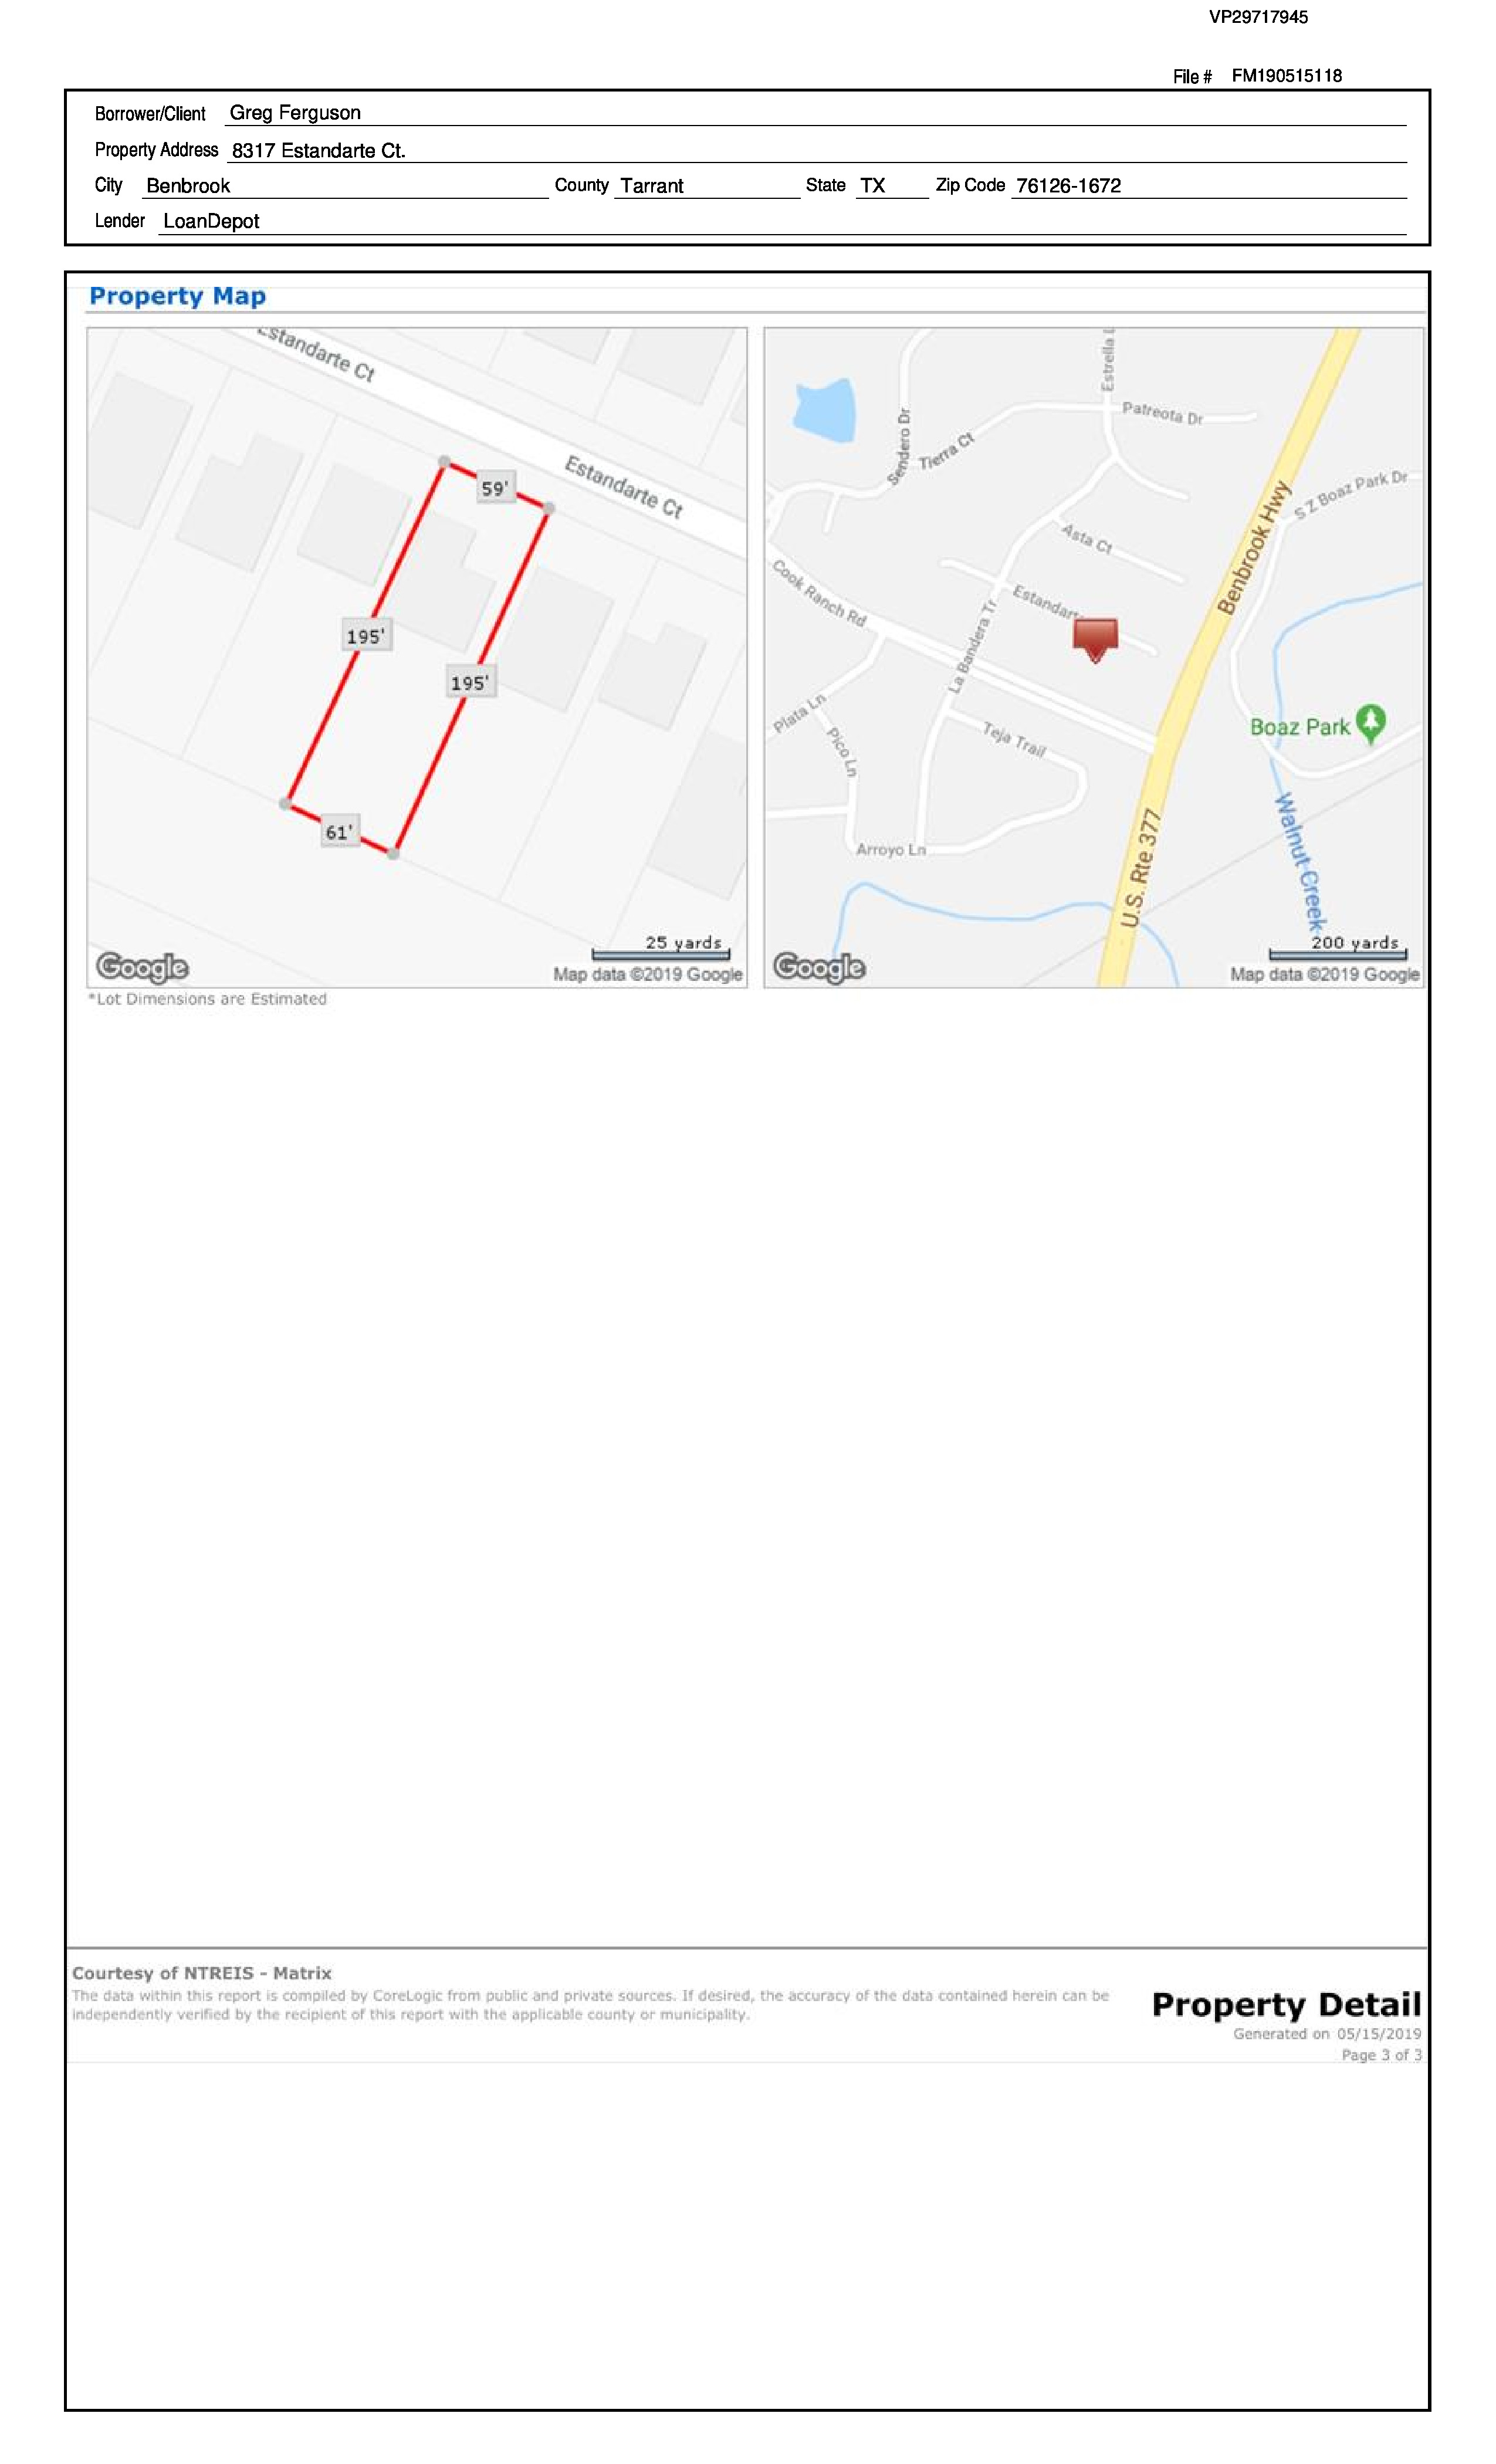 VP29717945
File # FM190515118
Borrower/Client Greg Ferguson
Property Address 8317 Estandarte Ct.
City Benbrook County Tarrant State TX Zip Code 76126-1672
Lender LoanDepot
Property Map
Estandarte Ct
Estandarte Ct
59'
195'
195'
61'
25 yards
Google
Map data ©2019 Google
Estrella
Patreota Dr
Sendero Dr
Tierra Ct
S Z Boaz Park Dr
Benbrook Hwy
Asta Ct
Cook Ranch Rd
Estandart
La Bandera Tr
Plata Ln
Pico Ln
Teja Trail
Boaz Park
Walnut Creek
U.S. Rte 377
Arroyo Ln
200 yards
Google
Map data ©2019 Google
*Lot Dimensions are Estimated
Courtesy of NTREIS - Matrix
The data within this report is compiled by CoreLogic from public and private sources. If desired, the accuracy of the data contained herein can be
independently verified by the recipient of this report with the applicable county or municipality.
Property Detail
Generated on 05/15/2019
Page 3 of 3